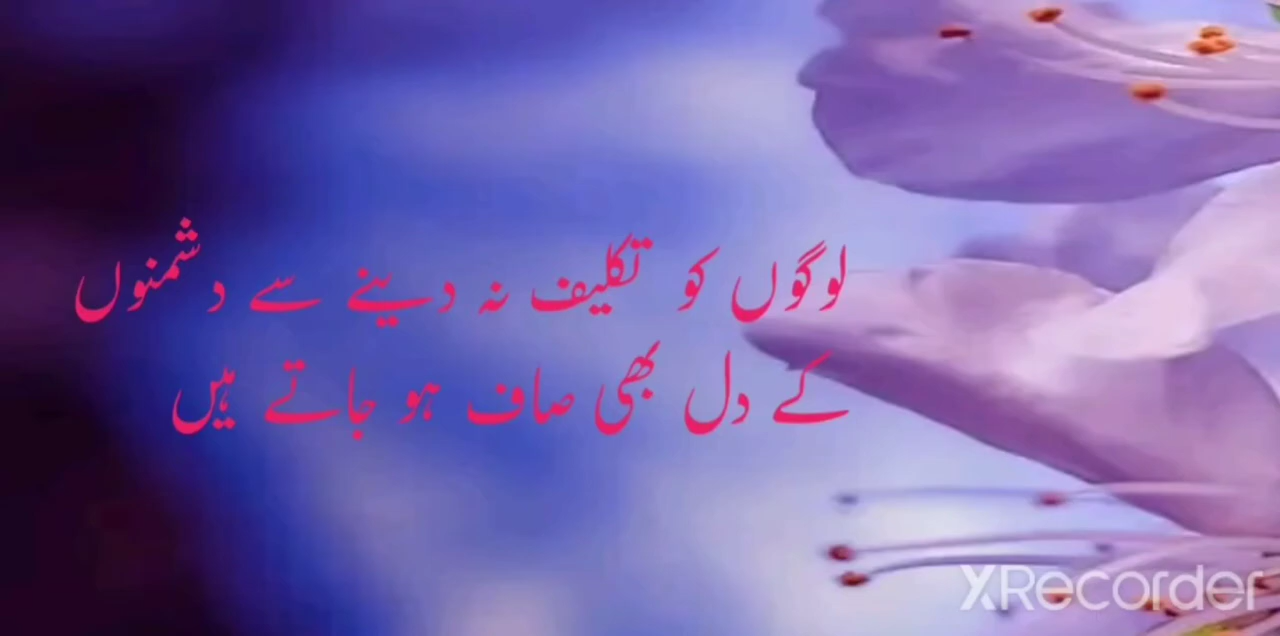 لوگوں کو تکلیف نہ دینے سے دشمنوں
کے دل بھی صاف ہو جاتے ہیں
XRecorder